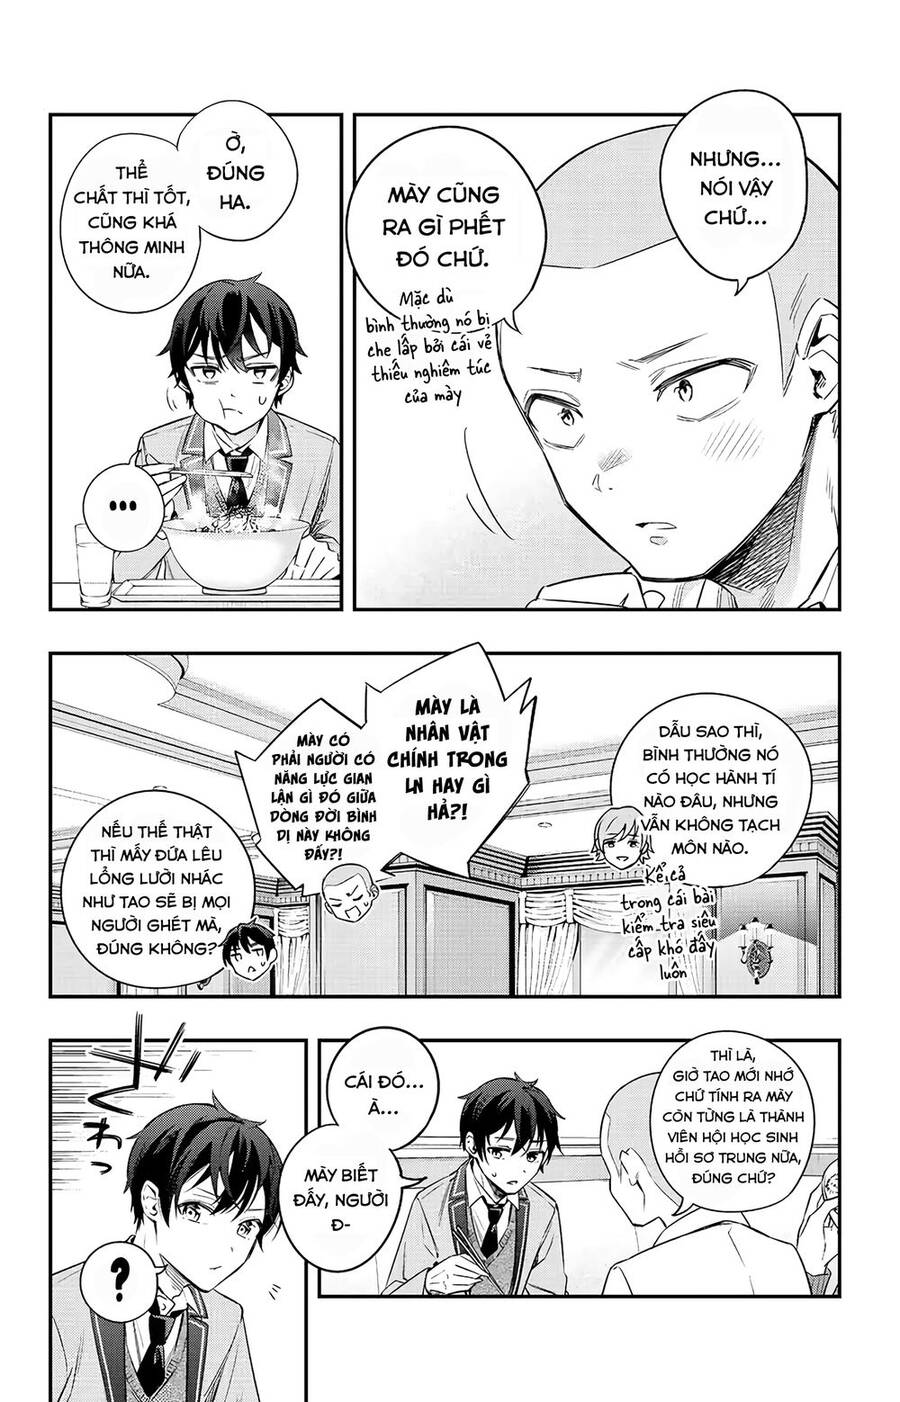 NHƯNG...
NÓI VẬY
CHỨ...
MÀY CŨNG
RA GÌ PHẾT
ĐÓ CHỨ.
Mặc dù
bình thường nó bị
che lấp bởi cái vẻ
thiếu nghiêm túc
của mày
Ờ,
ĐÚNG
HA.
THỂ
CHẤT THÌ TỐT,
CŨNG KHÁ
THÔNG MINH
NỮA.
...
DẪU SAO THÌ,
BÌNH THƯỜNG NÓ
CÓ HỌC HÀNH TÍ
NÀO ĐÂU, NHƯNG
VẪN KHÔNG TẠCH
MÔN NÀO.
Kể cả
trong cái bài
kiểm tra siêu
cấp khó đấy
luôn
MÀY LÀ
NHÂN VẬT
CHÍNH TRONG
LN HAY GÌ
HẢ?!
MÀY CÓ
PHẢI NGƯỜI CÓ
NĂNG LỰC GIAN
LẬN GÌ ĐÓ GIỮA
DÒNG ĐỜI BÌNH
DỊ NÀY KHÔNG
ĐẤY?!
NẾU THẾ THẬT
THÌ MẤY ĐỨA LÊU
LỔNG LƯỜI NHÁC
NHƯ TAO SẼ BỊ MỌI
NGƯỜI GHÉT MÀ,
ĐÚNG KHÔNG?
THÌ LÀ,
GIỜ TAO MỚI NHỚ
CHỨ TÍNH RA MÀY
CÒN TỪNG LÀ THÀNH
VIÊN HỘI HỌC SINH
HỒI SƠ TRUNG NỮA,
ĐÚNG CHỨ?
CÁI ĐÓ...
À...
MÀY BIẾT
ĐẤY, NGƯỜI
Đ-
?